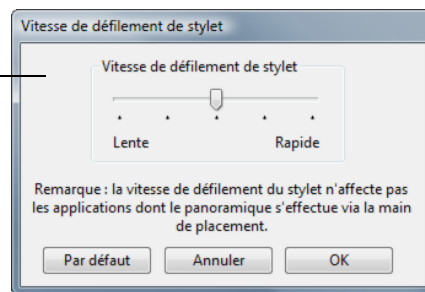 Vitesse de défilement de stylet
Vitesse de défilement de stylet
Lente Rapide
Remarque : la vitesse de défilement du stylet n'affecte pas
les applications dont le panoramique s'effectue via la main
de placement.
Par défaut Annuler OK